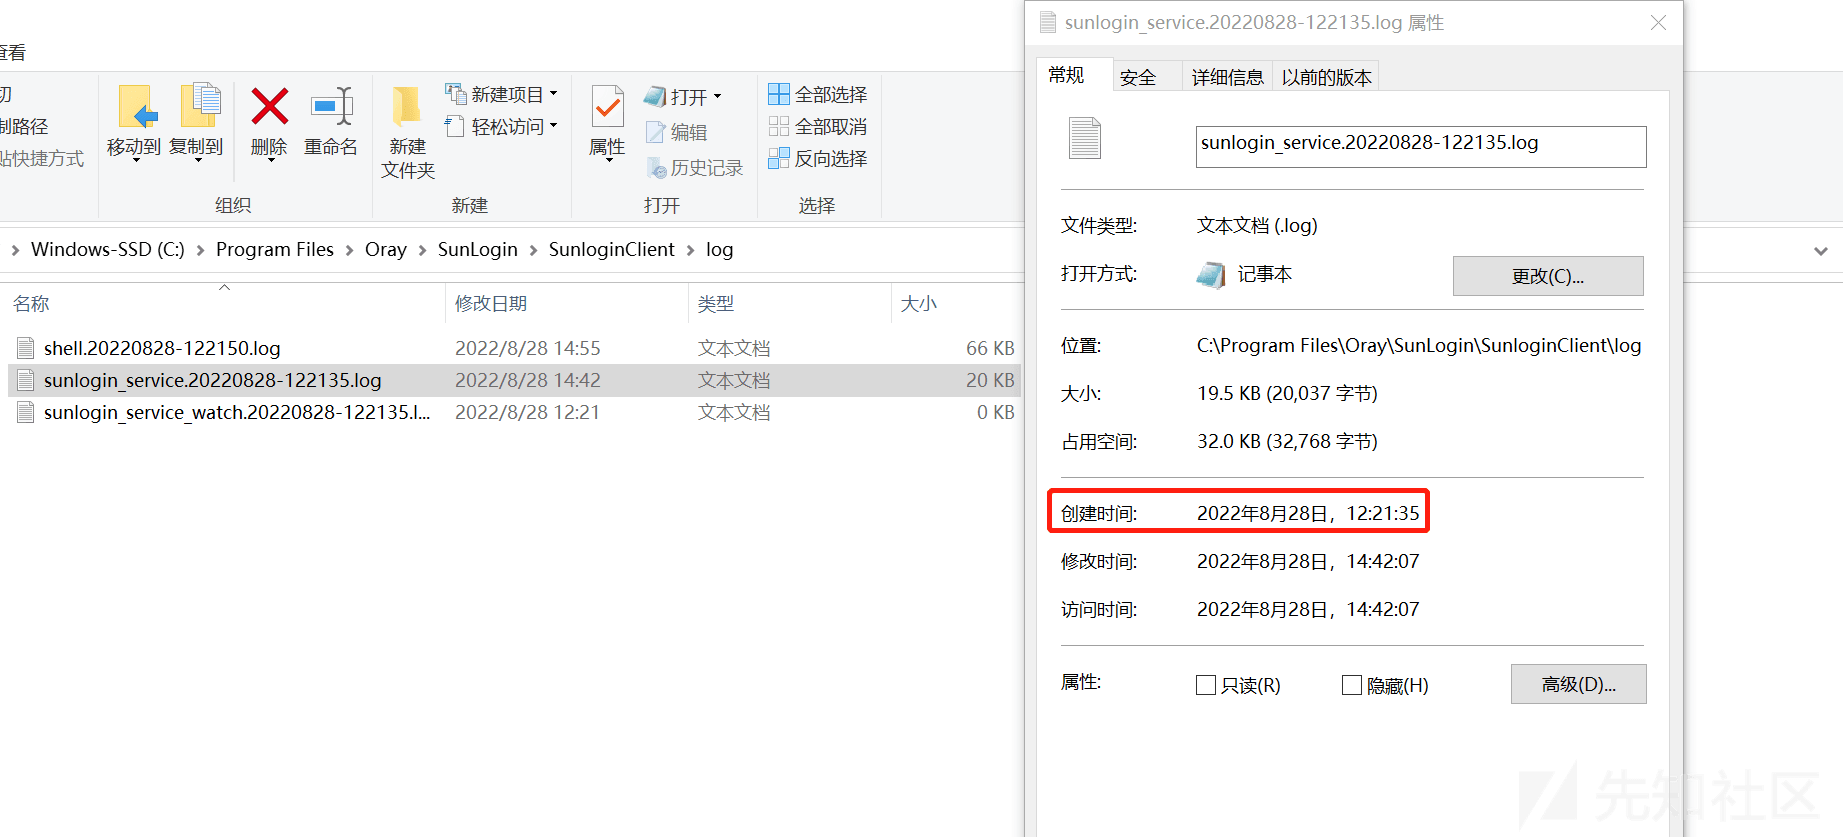 sunlogin_service.20220828-122135.log 属性
查看
常规
安全
详细信息
以前的版本
切
制路径
贴快捷方式
移动到
复制到
删除
重命名
组织
新建
文件夹
新建项目
轻松访问
新建
属性
打开
编辑
历史记录
打开
全部选择
全部取消
反向选择
选择
Windows-SSD (C:)
Program Files
Oray
SunLogin
SunloginClient
log
名称
修改日期
类型
大小
shell.20220828-122150.log 2022/8/28 14:55 文本文档 66 KB
sunlogin_service.20220828-122135.log 2022/8/28 14:42 文本文档 20 KB
sunlogin_service_watch.20220828-122135.l... 2022/8/28 12:21 文本文档 0 KB
sunlogin_service.20220828-122135.log
文件类型: 文本文档 (.log)
打开方式: 记事本 更改(C)...
位置: C:\Program Files\Oray\SunLogin\SunloginClient\log
大小: 19.5 KB (20,037 字节)
占用空间: 32.0 KB (32,768 字节)
创建时间: 2022年8月28日，12:21:35
修改时间: 2022年8月28日，14:42:07
访问时间: 2022年8月28日，14:42:07
属性: 只读(R) 隐藏(H) 高级(D)...
先知社区